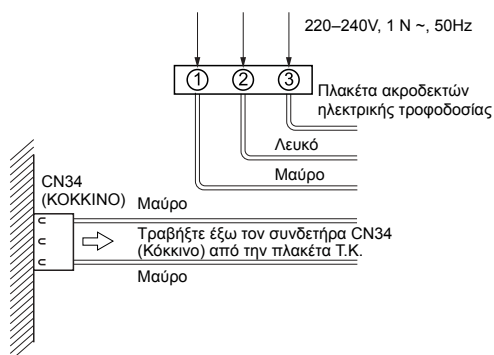 220–240V, 1 N ~, 50Hz
1 2 3
Πλακέτα ακροδεκτών
ηλεκτρικής τροφοδοσίας
Λευκό
Μαύρο
CN34
(ΚΟΚΚΙΝΟ)
Μαύρο
Τραβήξτε έξω τον συνδετήρα CN34
(Κόκκινο) από την πλακέτα Τ.Κ.
Μαύρο